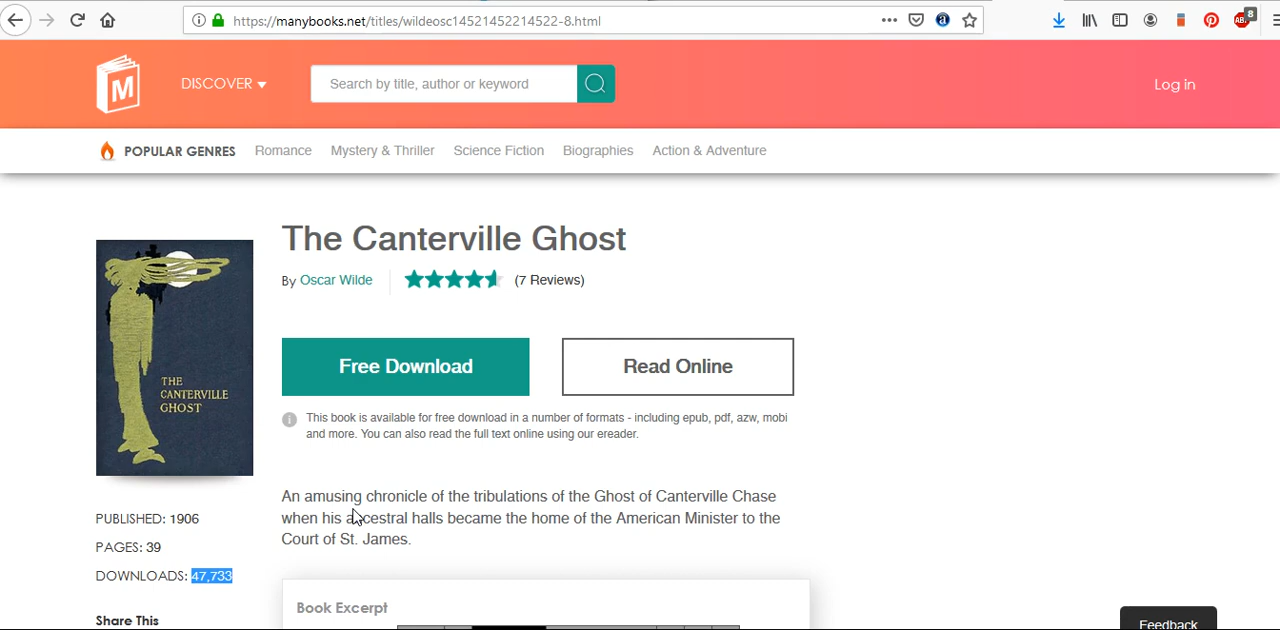 https://manybooks.net/titles/wildeosc14521452214522-8.html
8
M
DISCOVER
Search by title, author or keyword
Log in
POPULAR GENRES Romance Mystery & Thriller Science Fiction Biographies Action & Adventure
The Canterville Ghost
By Oscar Wilde (7 Reviews)
Free Download Read Online
This book is available for free download in a number of formats - including epub, pdf, azw, mobi
and more. You can also read the full text online using our ereader.
THE
CANTERVILLE
GHOST
An amusing chronicle of the tribulations of the Ghost of Canterville Chase
when his ancestral halls became the home of the American Minister to the
Court of St. James.
PUBLISHED: 1906
PAGES: 39
DOWNLOADS: 47,733
Share This
Book Excerpt
Feedback